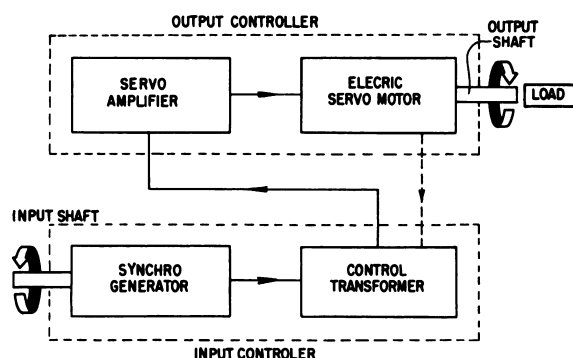 OUTPUT CONTROLLER
OUTPUT
SHAFT
SERVO
AMPLIFIER
ELECRIC
SERVO MOTOR
LOAD
INPUT SHAFT
SYNCHRO
GENERATOR
CONTROL
TRANSFORMER
INPUT CONTROLER